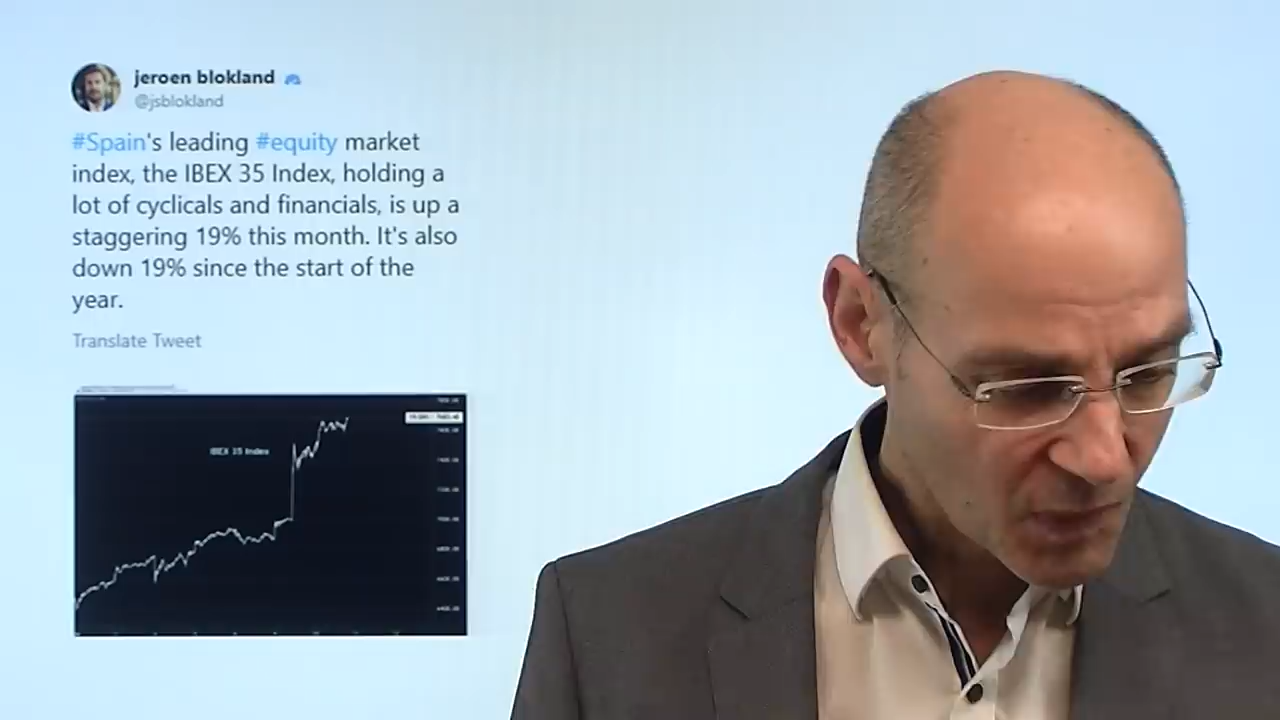 jeroen blokland
@jsblokland
#Spain's leading #equity market
index, the IBEX 35 Index, holding a
lot of cyclicals and financials, is up a
staggering 19% this month. It's also
down 19% since the start of the
year.
Translate Tweet
IBEX 35 Index